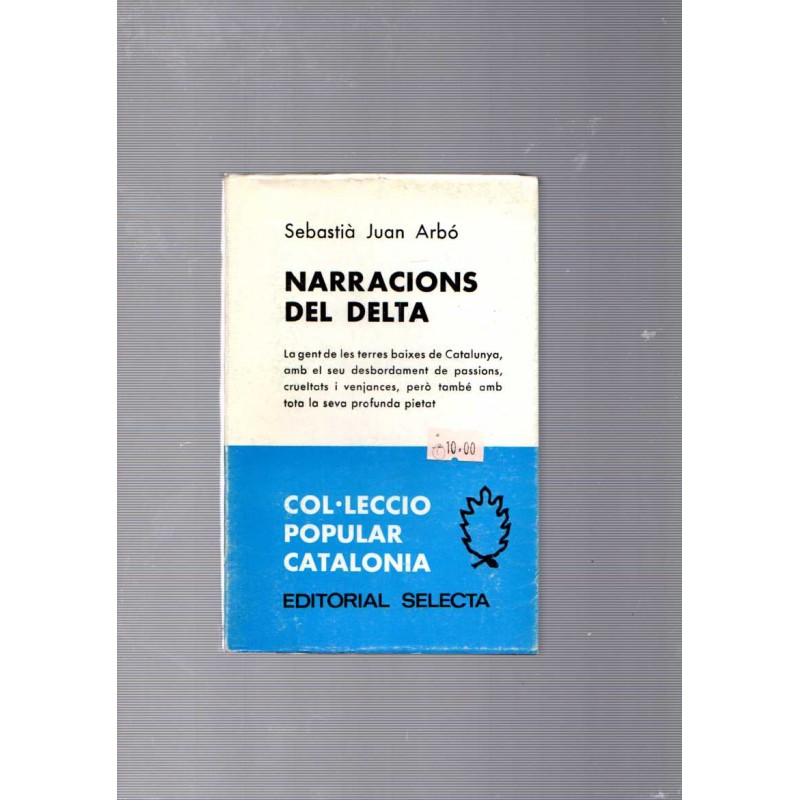 Sebastià Juan Arbó
NARRACIONS
DEL DELTA
La gent de les terres baixes de Catalunya,
amb el seu desbordament de passions,
crueltats i venjances, però també amb
tota la seva profunda pietat
10.00
COL·LECCIO
POPULAR
CATALONIA
EDITORIAL SELECTA